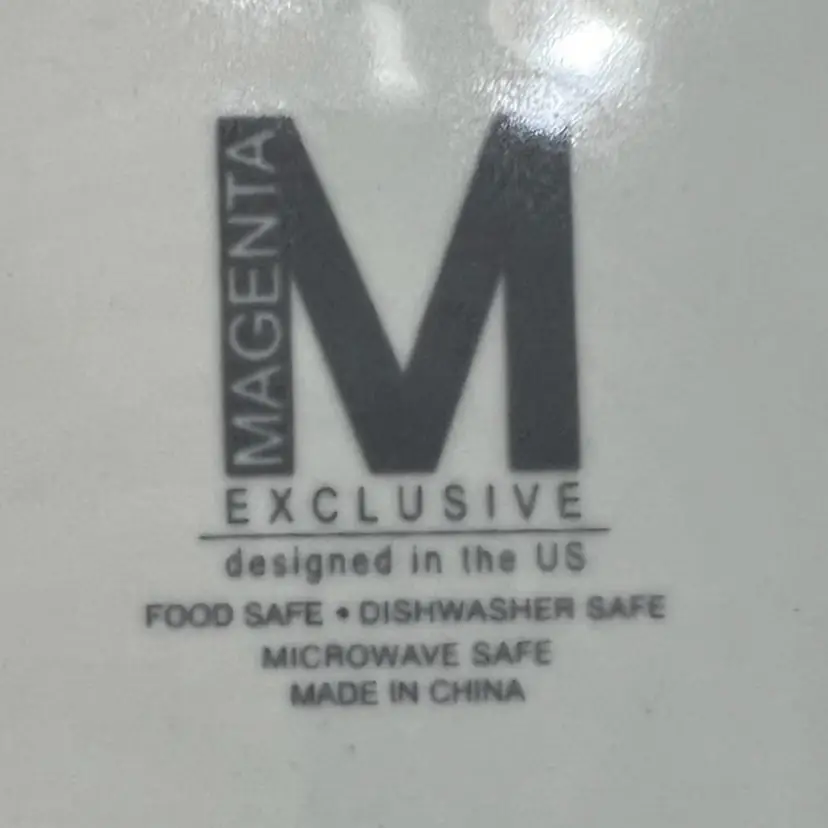 MAGENTA
M
EXCLUSIVE
designed in the US
FOOD SAFE • DISHWASHER SAFE
MICROWAVE SAFE
MADE IN CHINA